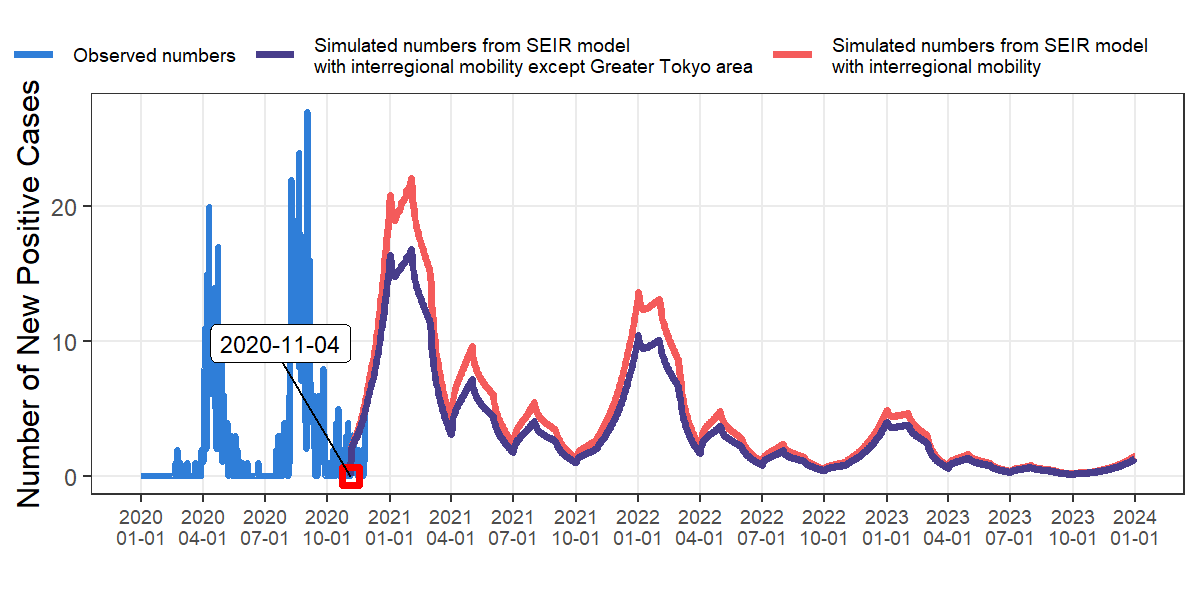 Observed numbers
Simulated numbers from SEIR model
with interregional mobility except Greater Tokyo area
Simulated numbers from SEIR model
with interregional mobility
Number of New Positive Cases
20
10
0
2020-11-04
2020 2020 2020 2020 2021 2021 2021 2021 2022 2022 2022 2022 2023 2023 2023 2023 2024
01-01 04-01 07-01 10-01 01-01 04-01 07-01 10-01 01-01 04-01 07-01 10-01 01-01 04-01 07-01 10-01 01-01